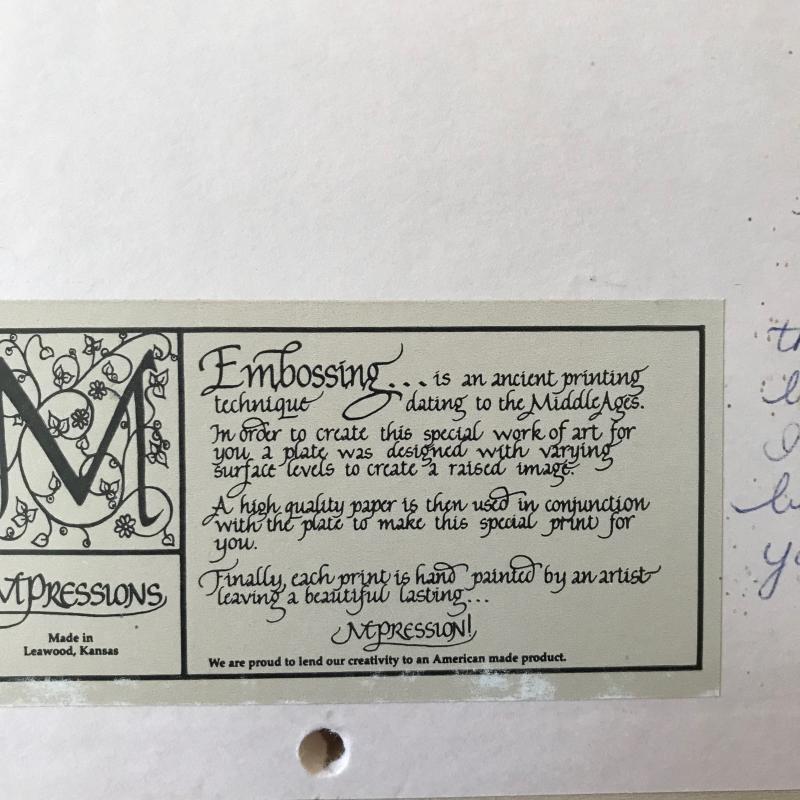 M
MPRESSIONS
Made in
Leawood, Kansas
Embossing... is an ancient printing
technique dating to the Middle Ages.
In order to create this special work of art for
you, a plate was designed with varying
surface levels to create a raised image.
A high quality paper is then used in conjunction
with the plate to make this special print for
you.
Finally, each print is hand painted by an artist
leaving a beautiful lasting...
MPRESSION!
We are proud to lend our creativity to an American made product.